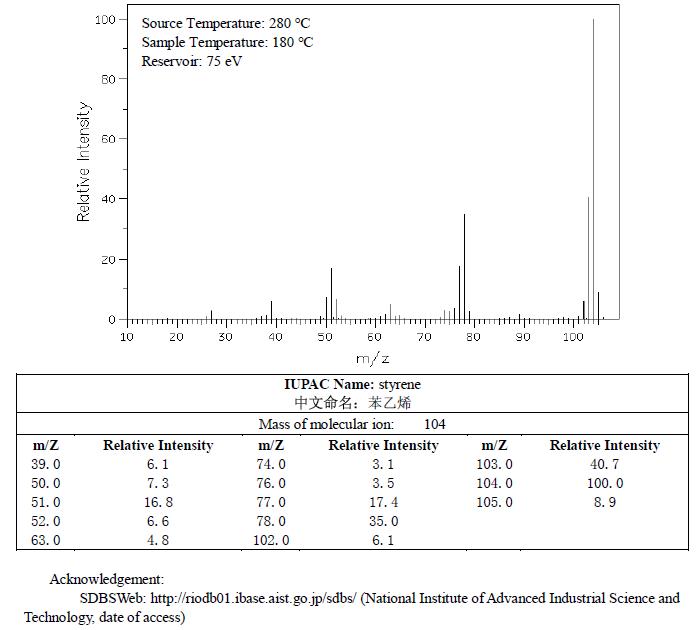 Source Temperature: 280 °C
Sample Temperature: 180 °C
Reservoir: 75 eV
Relative Intensity
100
80
60
40
20
0
10 20 30 40 50 60 70 80 90 100
m/z
IUPAC Name: styrene
中文命名：苯乙烯
Mass of molecular ion: 104
m/Z Relative Intensity m/Z Relative Intensity m/Z Relative Intensity
39.0 6.1 74.0 3.1 103.0 40.7
50.0 7.3 76.0 3.5 104.0 100.0
51.0 16.8 77.0 17.4 105.0 8.9
52.0 6.6 78.0 35.0
63.0 4.8 102.0 6.1
Acknowledgement:
SDBSWeb: http://riodb01.ibase.aist.go.jp/sdbs/ (National Institute of Advanced Industrial Science and
Technology, date of access)